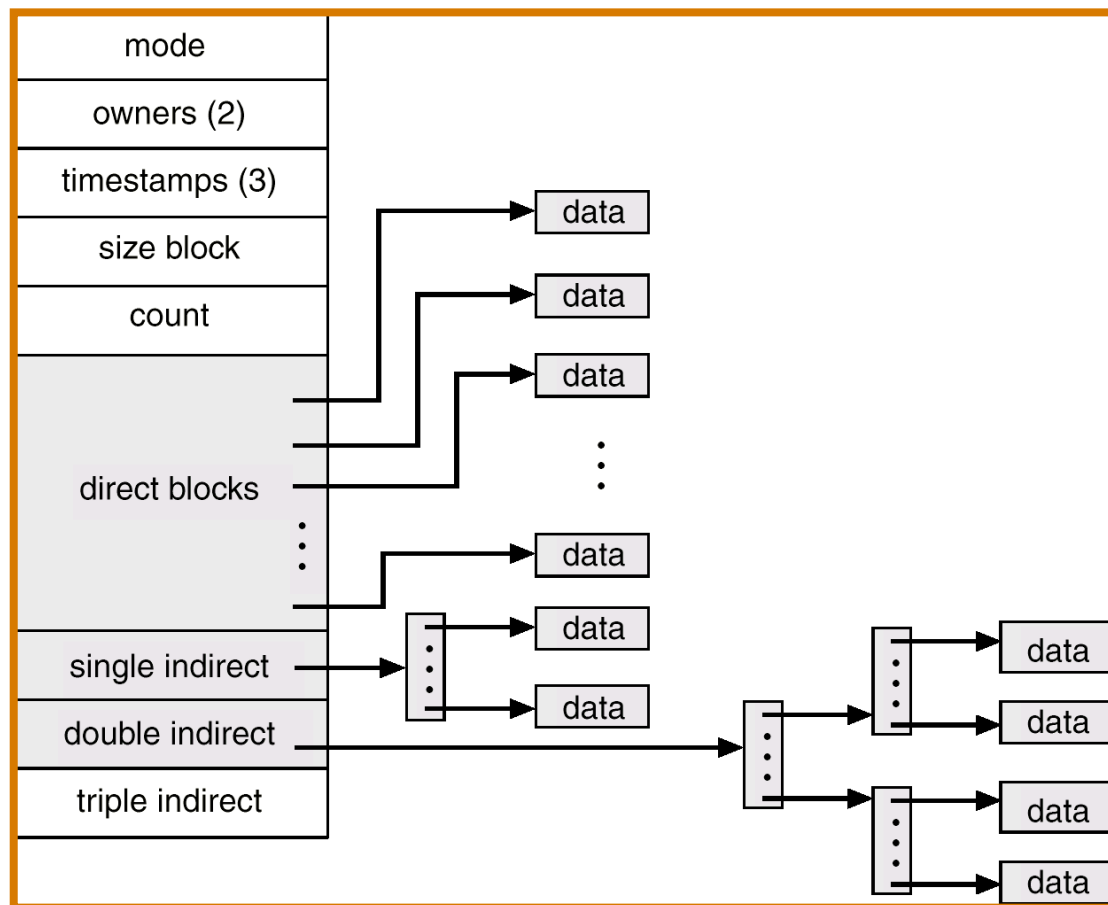 mode
owners (2)
timestamps (3)
size block
count
direct blocks
single indirect
double indirect
triple indirect
data
data
data
data
data
data
data
data
data
data